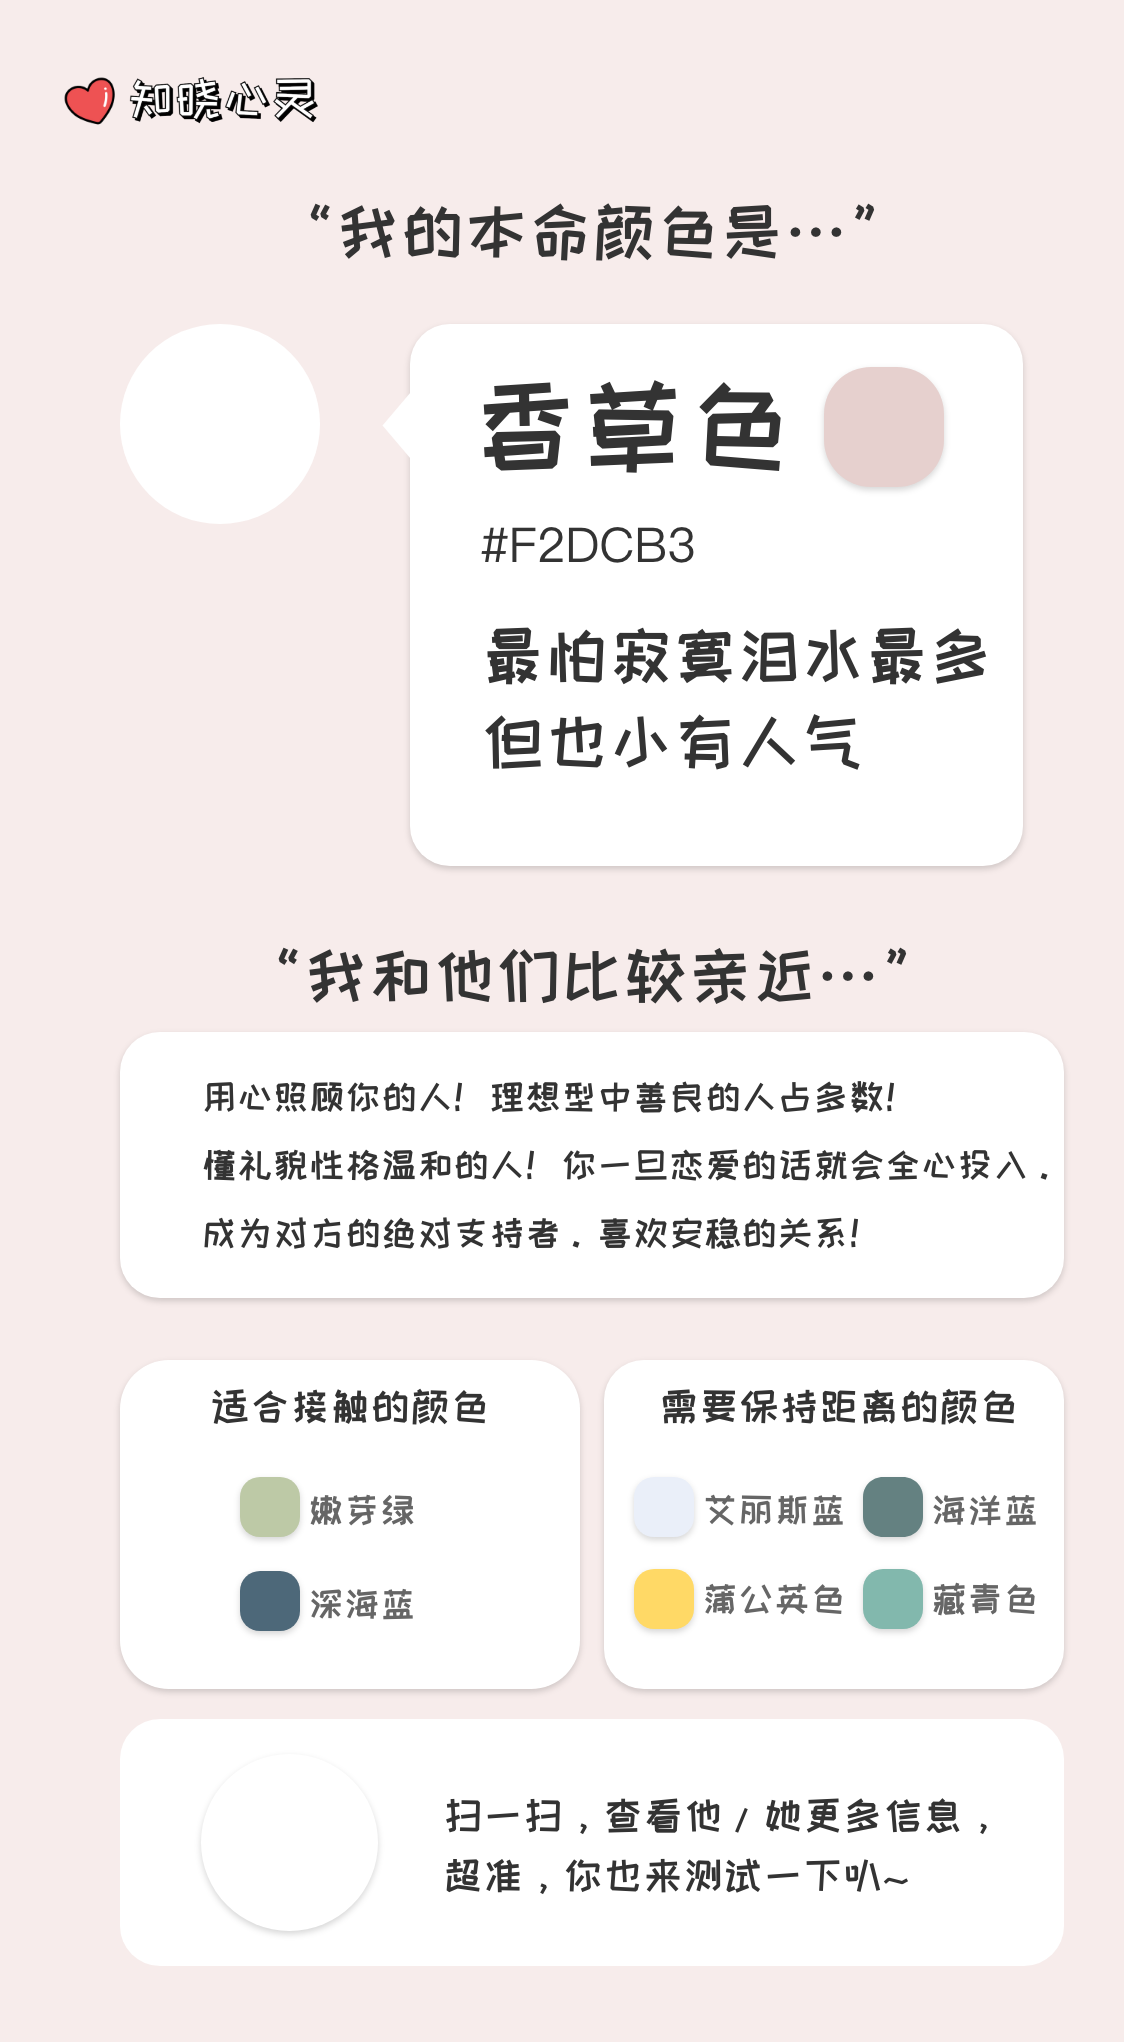 知晓心灵
“我的本命颜色是…”
香草色
#F2DCB3
最怕寂寞泪水最多
但也小有人气
“我和他们比较亲近…”
用心照顾你的人！理想型中善良的人占多数！
懂礼貌性格温和的人！你一旦恋爱的话就会全心投入．
成为对方的绝对支持者．喜欢安稳的关系！
适合接触的颜色
嫩芽绿
深海蓝
需要保持距离的颜色
艾丽斯蓝 海洋蓝
蒲公英色 藏青色
扫一扫，查看他/她更多信息，
超准，你也来测试一下叭~